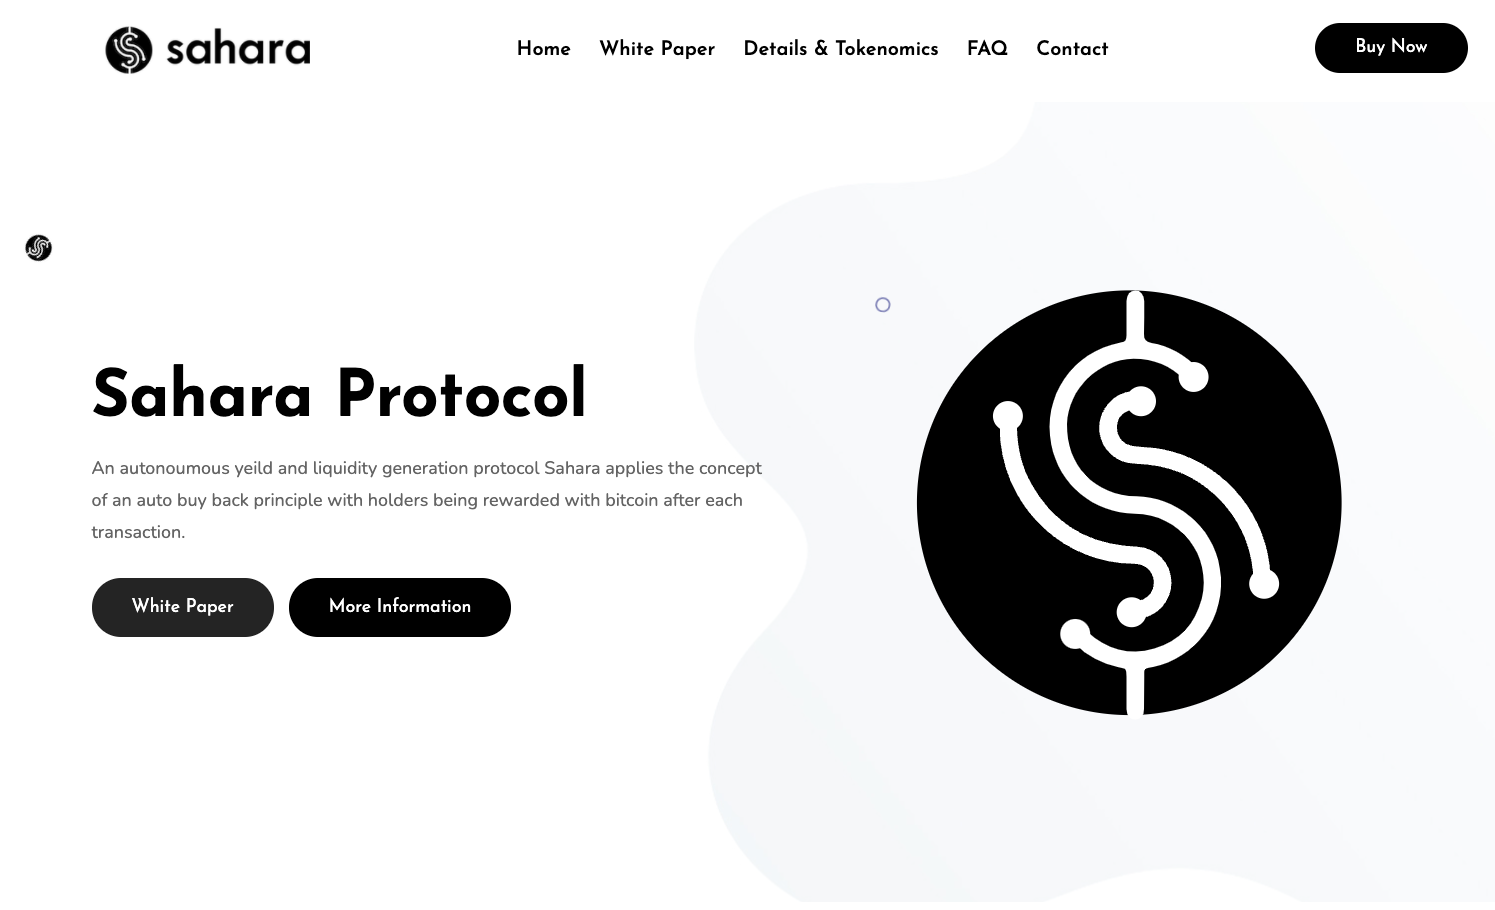 sahara
Home White Paper Details & Tokenomics FAQ Contact
Buy Now
Sahara Protocol
An autonoumous yeild and liquidity generation protocol Sahara applies the concept
of an auto buy back principle with holders being rewarded with bitcoin after each
transaction.
White Paper
More Information